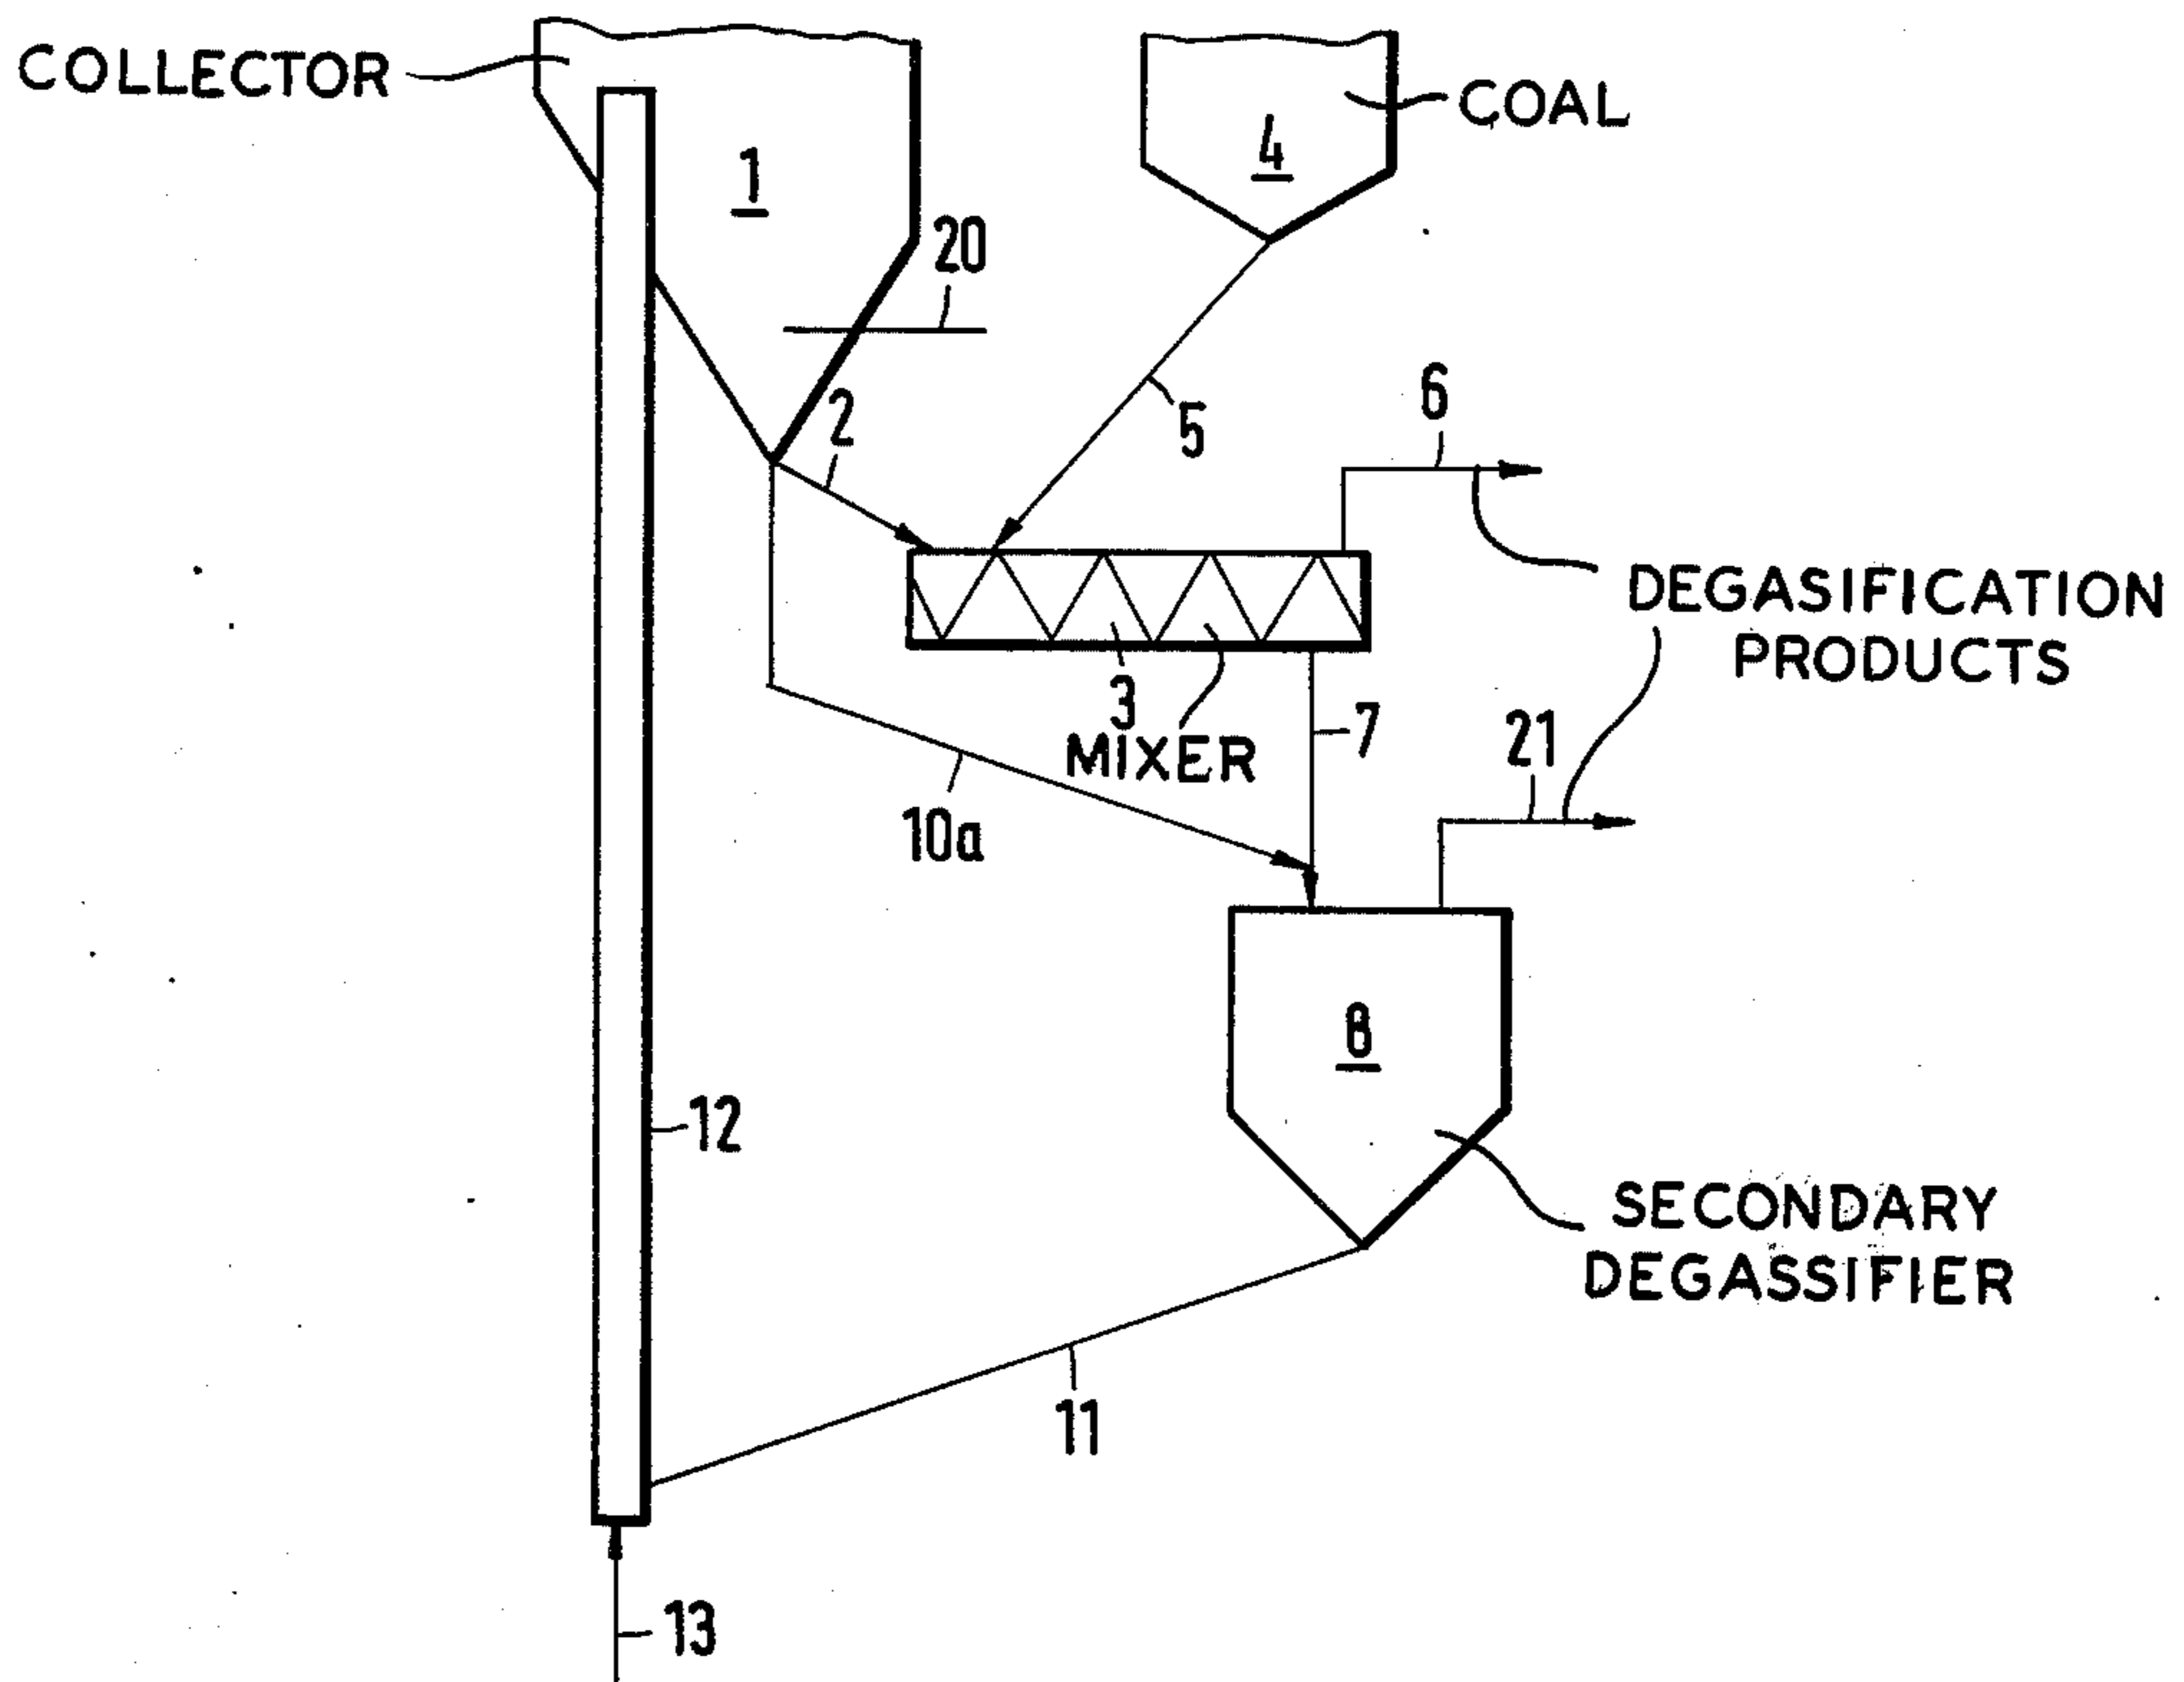 COLLECTOR
COAL
1
4
20
2
5
6
DEGASIFICATION
PRODUCTS
3
MIXER
7
21
10a
8
12
SECONDARY
DEGASSIFIER
11
13